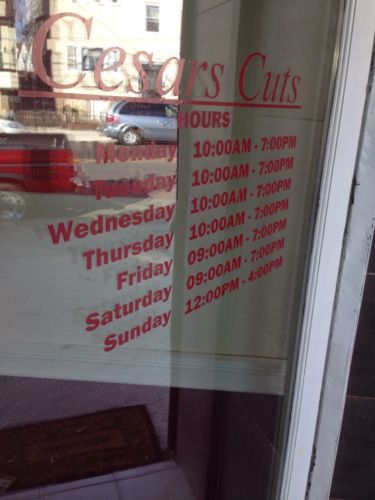 Cesars Cuts
HOURS
Monday 10:00AM - 7:00PM
Tuesday 10:00AM - 7:00PM
Wednesday 10:00AM - 7:00PM
Thursday 10:00AM - 7:00PM
Friday 09:00AM - 7:00PM
Saturday 09:00AM - 7:00PM
Sunday 12:00PM - 4:00PM